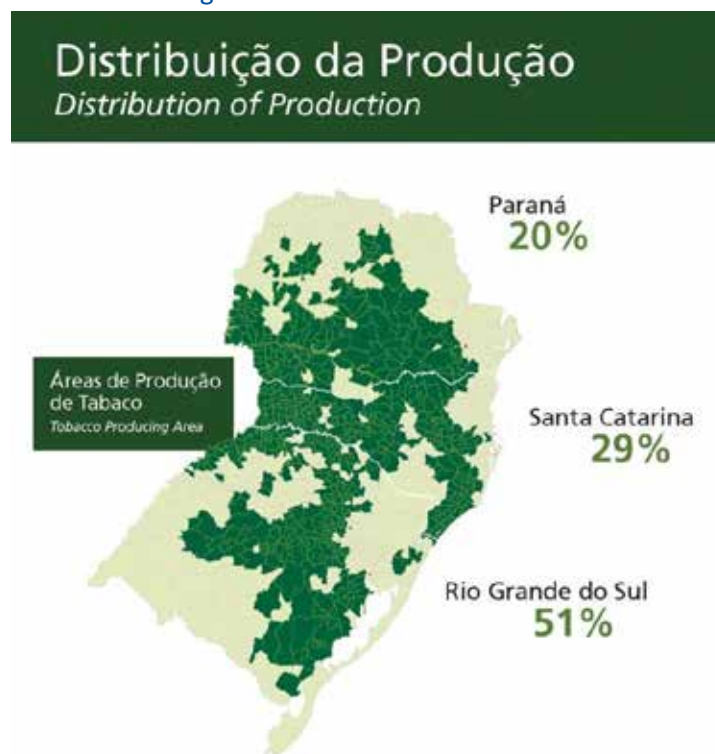 Distribuição da Produção
Distribution of Production
Paraná
20%
Áreas de Produção
de Tabaco
Tobacco Producing Area
Santa Catarina
29%
Rio Grande do Sul
51%